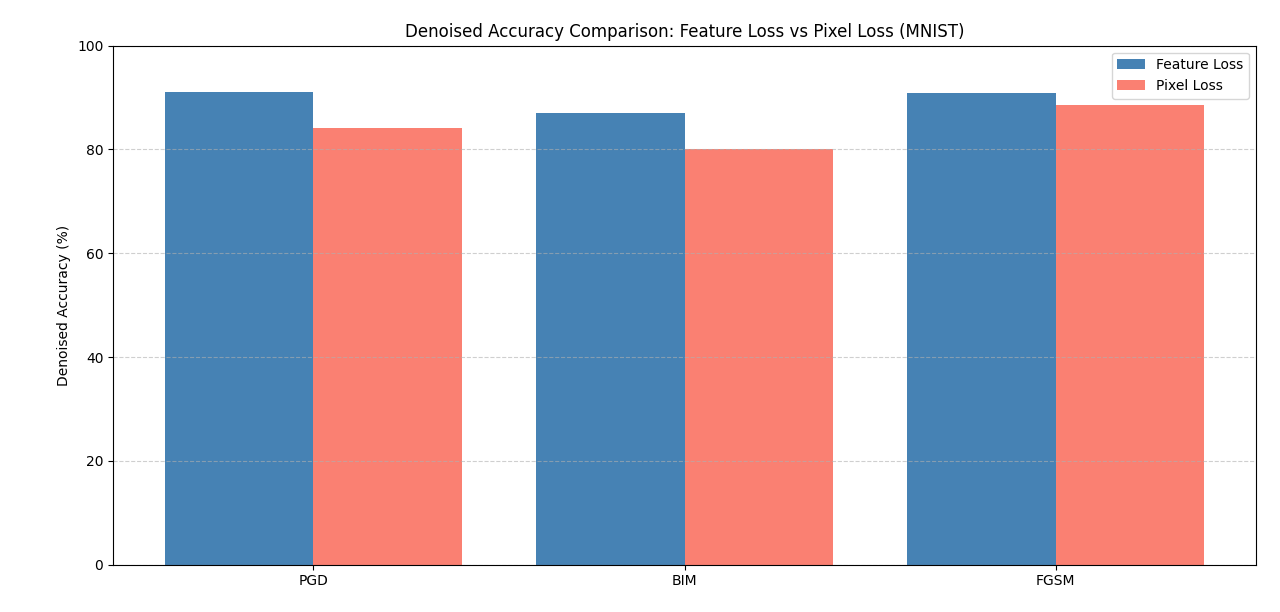 Denoised Accuracy Comparison: Feature Loss vs Pixel Loss (MNIST)
Feature Loss
Pixel Loss
Denoised Accuracy (%)
100
80
60
40
20
0
PGD
BIM
FGSM